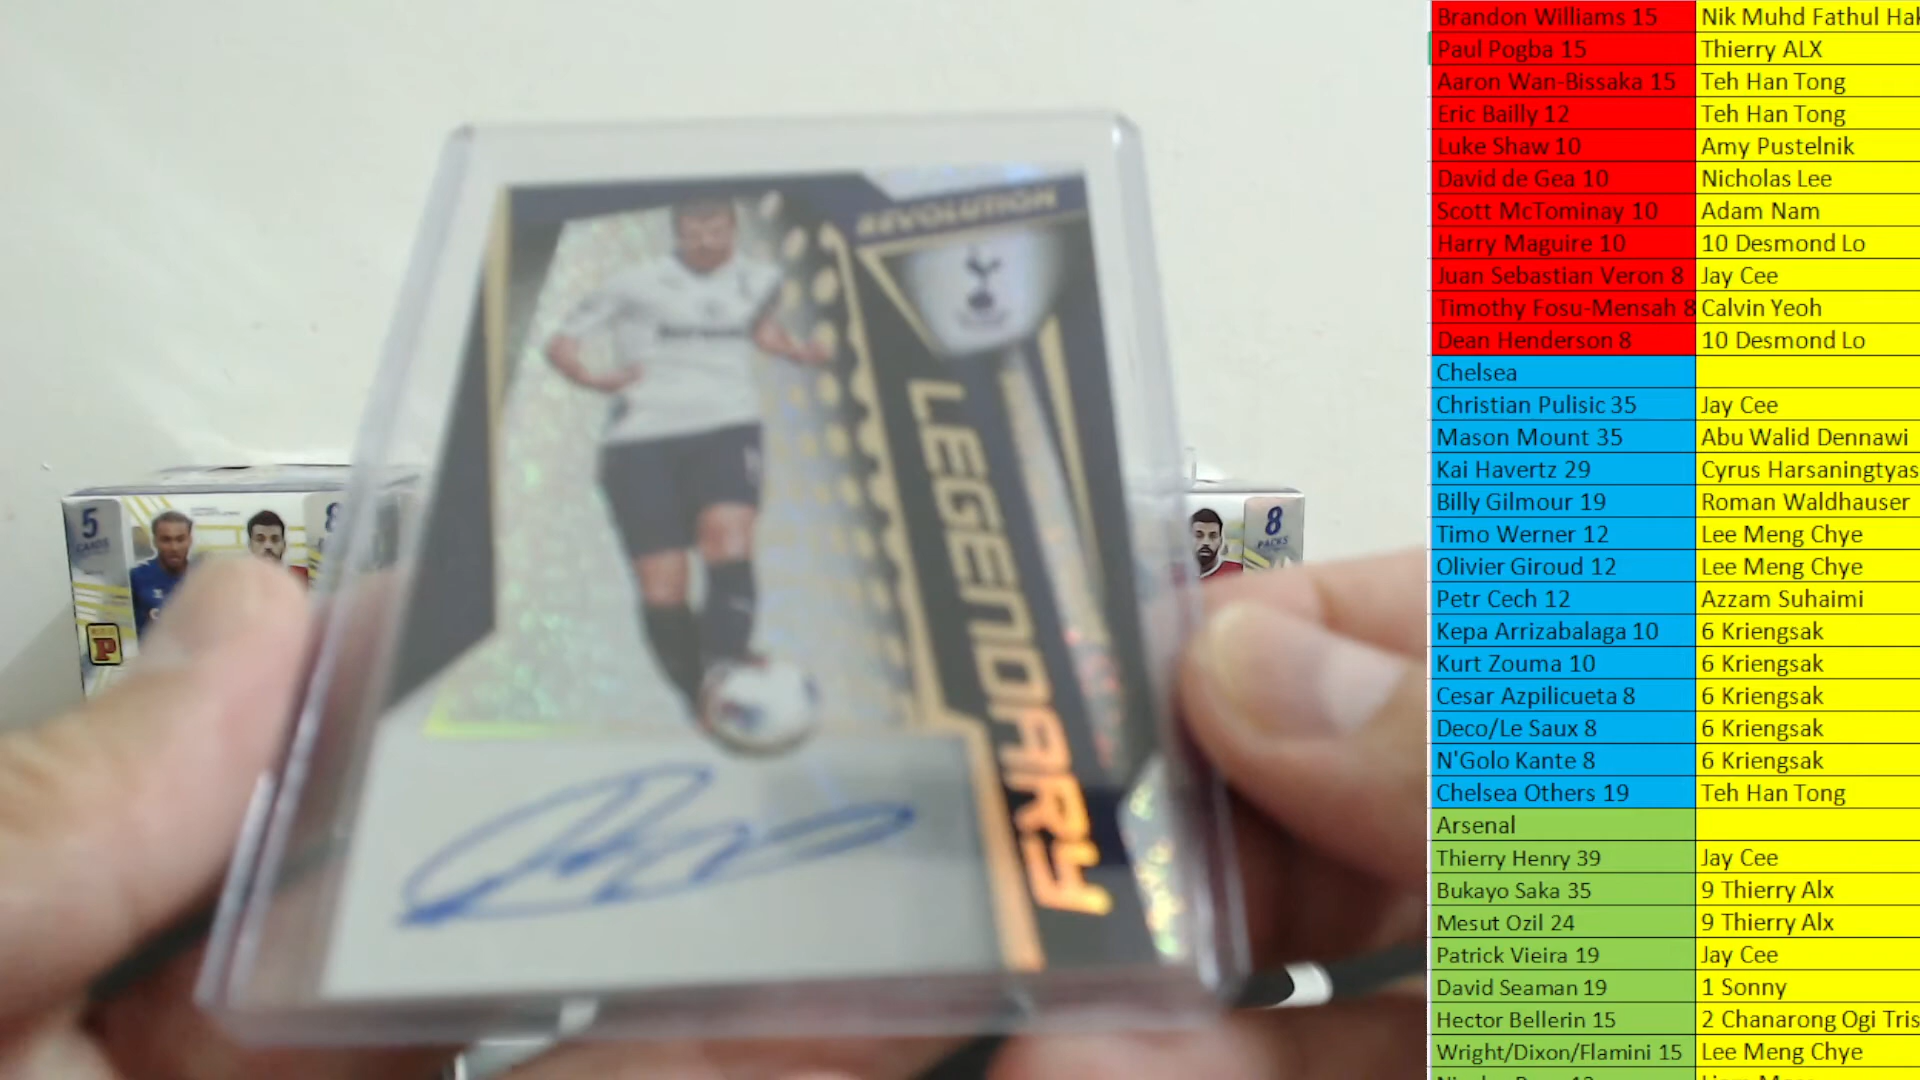 REVOLUTION
LEGENDARY
5
CARDS
8
8
PACKS
Brandon Williams 15 Nik Muhd Fathul Hak
Paul Pogba 15 Thierry ALX
Aaron Wan-Bissaka 15 Teh Han Tong
Eric Bailly 12 Teh Han Tong
Luke Shaw 10 Amy Pustelnik
David de Gea 10 Nicholas Lee
Scott McTominay 10 Adam Nam
Harry Maguire 10 10 Desmond Lo
Juan Sebastian Veron 8 Jay Cee
Timothy Fosu-Mensah 8 Calvin Yeoh
Dean Henderson 8 10 Desmond Lo
Chelsea
Christian Pulisic 35 Jay Cee
Mason Mount 35 Abu Walid Dennawi
Kai Havertz 29 Cyrus Harsaningtyas
Billy Gilmour 19 Roman Waldhauser
Timo Werner 12 Lee Meng Chye
Olivier Giroud 12 Lee Meng Chye
Petr Cech 12 Azzam Suhaimi
Kepa Arrizabalaga 10 6 Kriengsak
Kurt Zouma 10 6 Kriengsak
Cesar Azpilicueta 8 6 Kriengsak
Deco/Le Saux 8 6 Kriengsak
N'Golo Kante 8 6 Kriengsak
Chelsea Others 19 Teh Han Tong
Arsenal
Thierry Henry 39 Jay Cee
Bukayo Saka 35 9 Thierry Alx
Mesut Ozil 24 9 Thierry Alx
Patrick Vieira 19 Jay Cee
David Seaman 19 1 Sonny
Hector Bellerin 15 2 Chanarong Ogi Tris
Wright/Dixon/Flamini 15 Lee Meng Chye